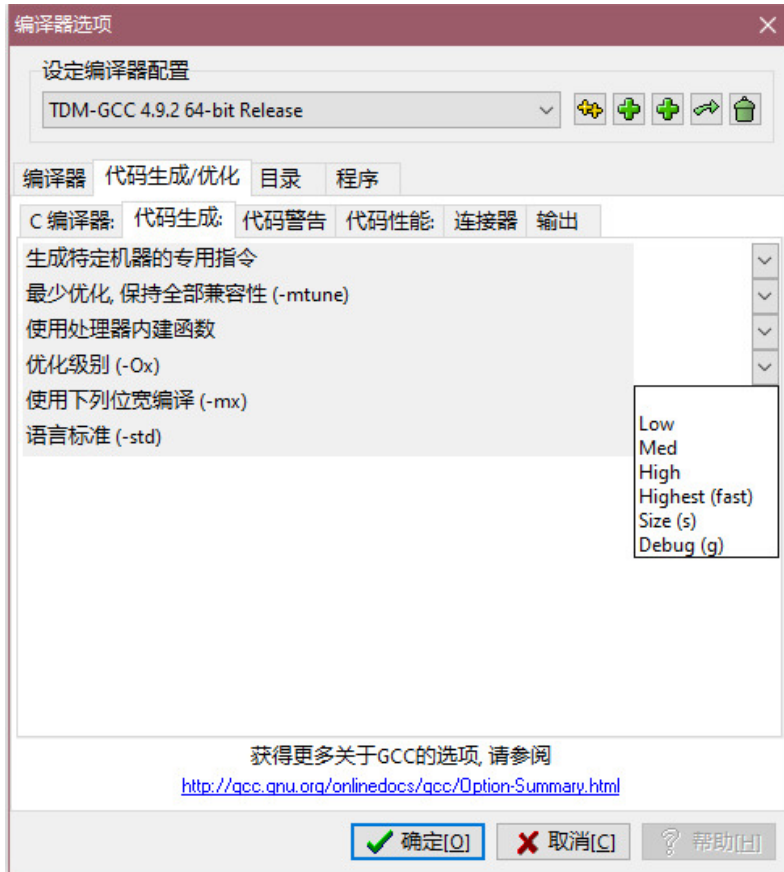 编译器选项
设定编译器配置
TDM-GCC 4.9.2 64-bit Release
编译器 代码生成/优化 目录 程序
C 编译器: 代码生成: 代码警告 代码性能: 连接器 输出
生成特定机器的专用指令
最少优化, 保持全部兼容性 (-mtune)
使用处理器内建函数
优化级别 (-Ox)
使用下列位宽编译 (-mx)
语言标准 (-std)
Low
Med
High
Highest (fast)
Size (s)
Debug (g)
获得更多关于GCC的选项, 请参阅
http://gcc.gnu.org/onlinedocs/gcc/Option-Summary.html
确定[O] 取消[C] 帮助[H]